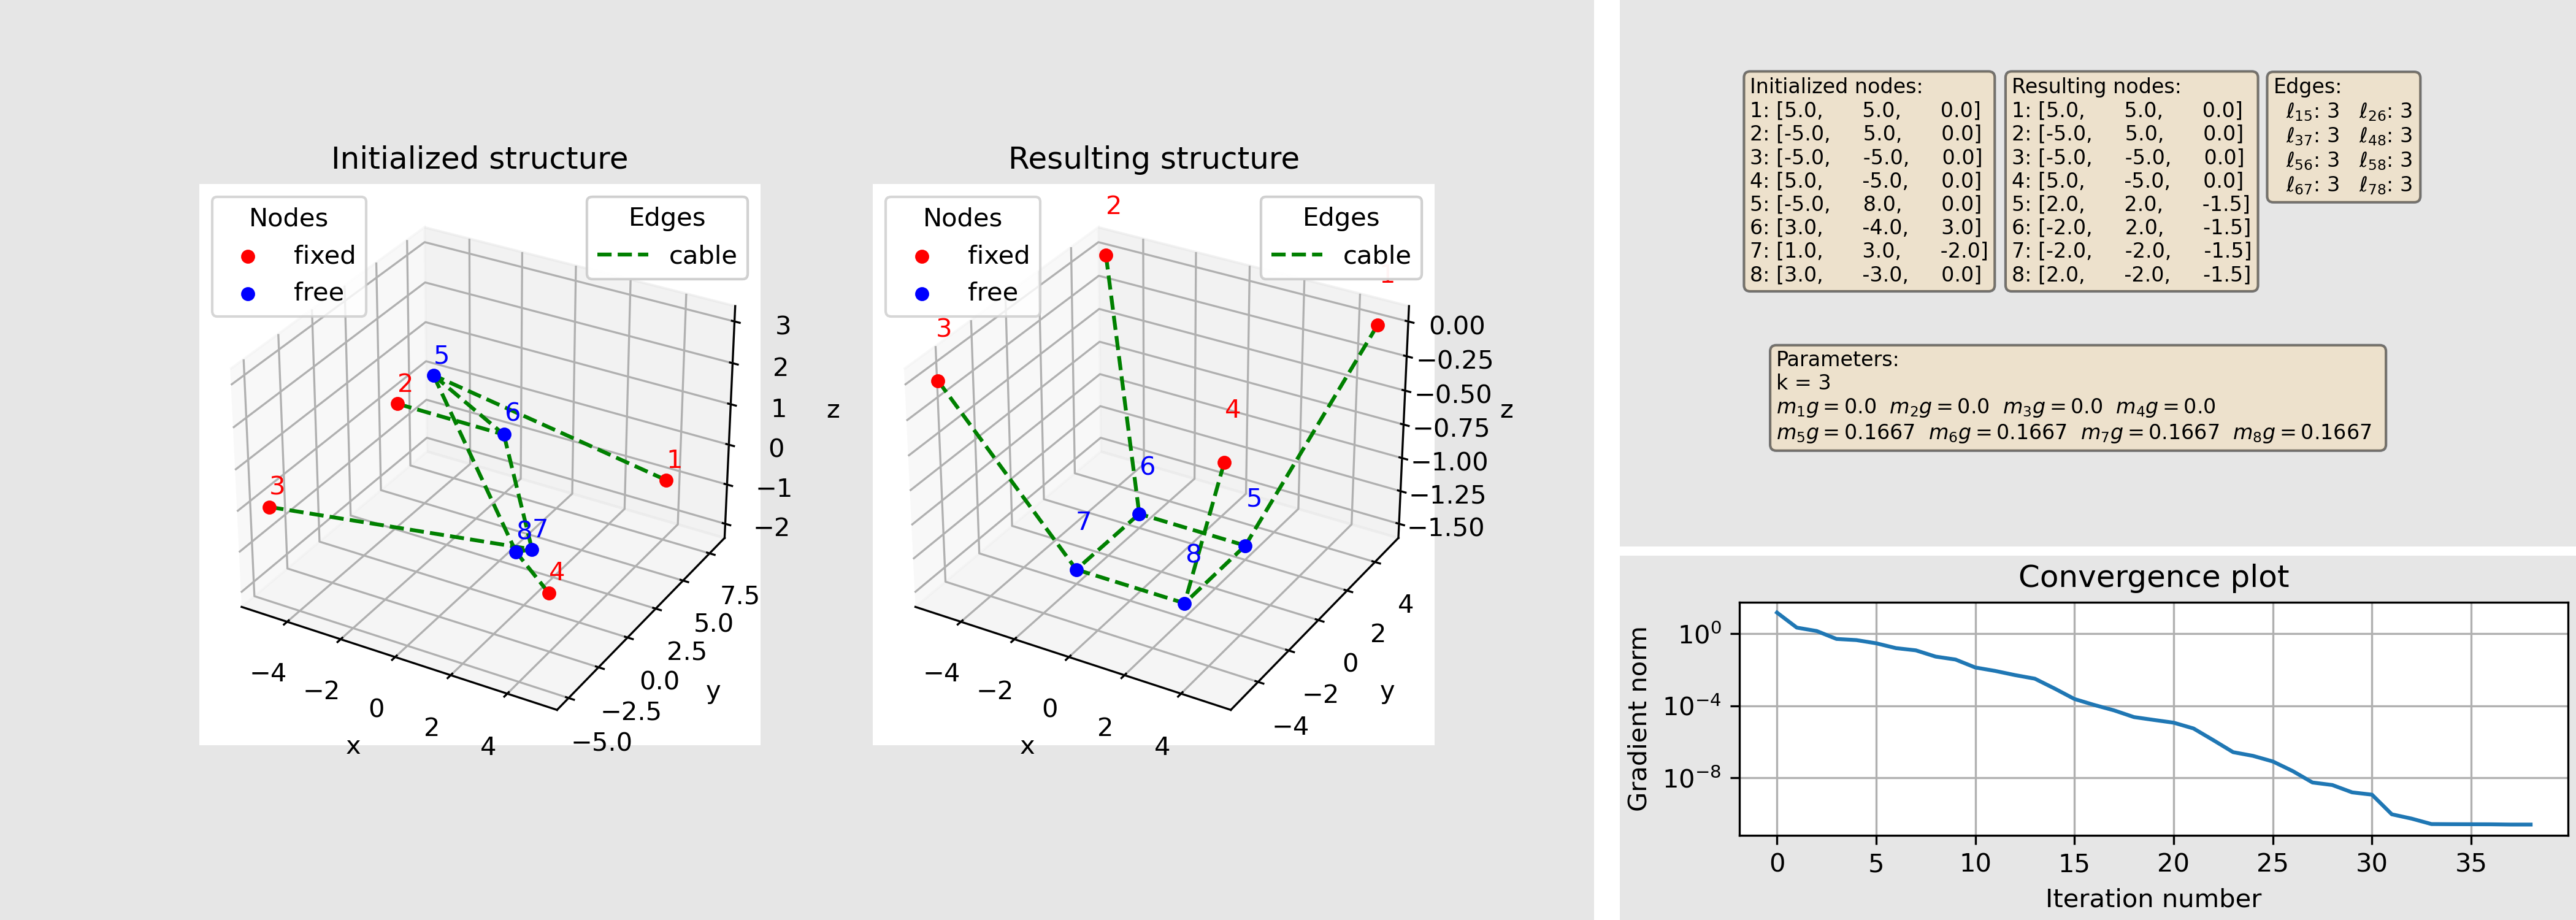 Initialized structure
Nodes
fixed
free
Edges
cable
5
2
6
1
3
8
7
4
3
2
1
0
−1
−2
z
7.5
5.0
2.5
0.0
−2.5
−5.0
y
−4
−2
0
2
4
x
Resulting structure
Nodes
fixed
free
Edges
cable
2
1
3
4
6
5
7
8
0.00
−0.25
−0.50
−0.75
−1.00
−1.25
−1.50
z
4
2
0
−2
−4
y
−4
−2
0
2
4
x
Initialized nodes:
1: [5.0, 5.0, 0.0]
2: [-5.0, 5.0, 0.0]
3: [-5.0, -5.0, 0.0]
4: [5.0, -5.0, 0.0]
5: [-5.0, 8.0, 0.0]
6: [3.0, -4.0, 3.0]
7: [1.0, 3.0, -2.0]
8: [3.0, -3.0, 0.0]
Resulting nodes:
1: [5.0, 5.0, 0.0]
2: [-5.0, 5.0, 0.0]
3: [-5.0, -5.0, 0.0]
4: [5.0, -5.0, 0.0]
5: [2.0, 2.0, -1.5]
6: [-2.0, 2.0, -1.5]
7: [-2.0, -2.0, -1.5]
8: [2.0, -2.0, -1.5]
Edges:
ℓ₁₅: 3 ℓ₂₆: 3
ℓ₃₇: 3 ℓ₄₈: 3
ℓ₅₆: 3 ℓ₅₈: 3
ℓ₆₇: 3 ℓ₇₈: 3
Parameters:
k = 3
m₁g = 0.0 m₂g = 0.0 m₃g = 0.0 m₄g = 0.0
m₅g = 0.1667 m₆g = 0.1667 m₇g = 0.1667 m₈g = 0.1667
Convergence plot
Gradient norm
10⁰
10⁻⁴
10⁻⁸
0 5 10 15 20 25 30 35
Iteration number